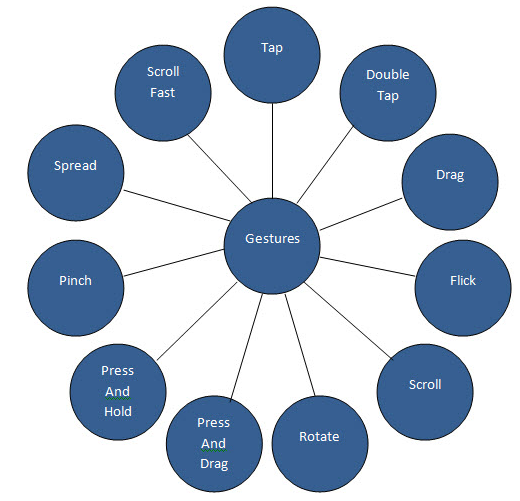 Tap
Double
Tap
Drag
Flick
Scroll
Rotate
Press
And
Drag
Press
And
Hold
Pinch
Spread
Scroll
Fast
Gestures